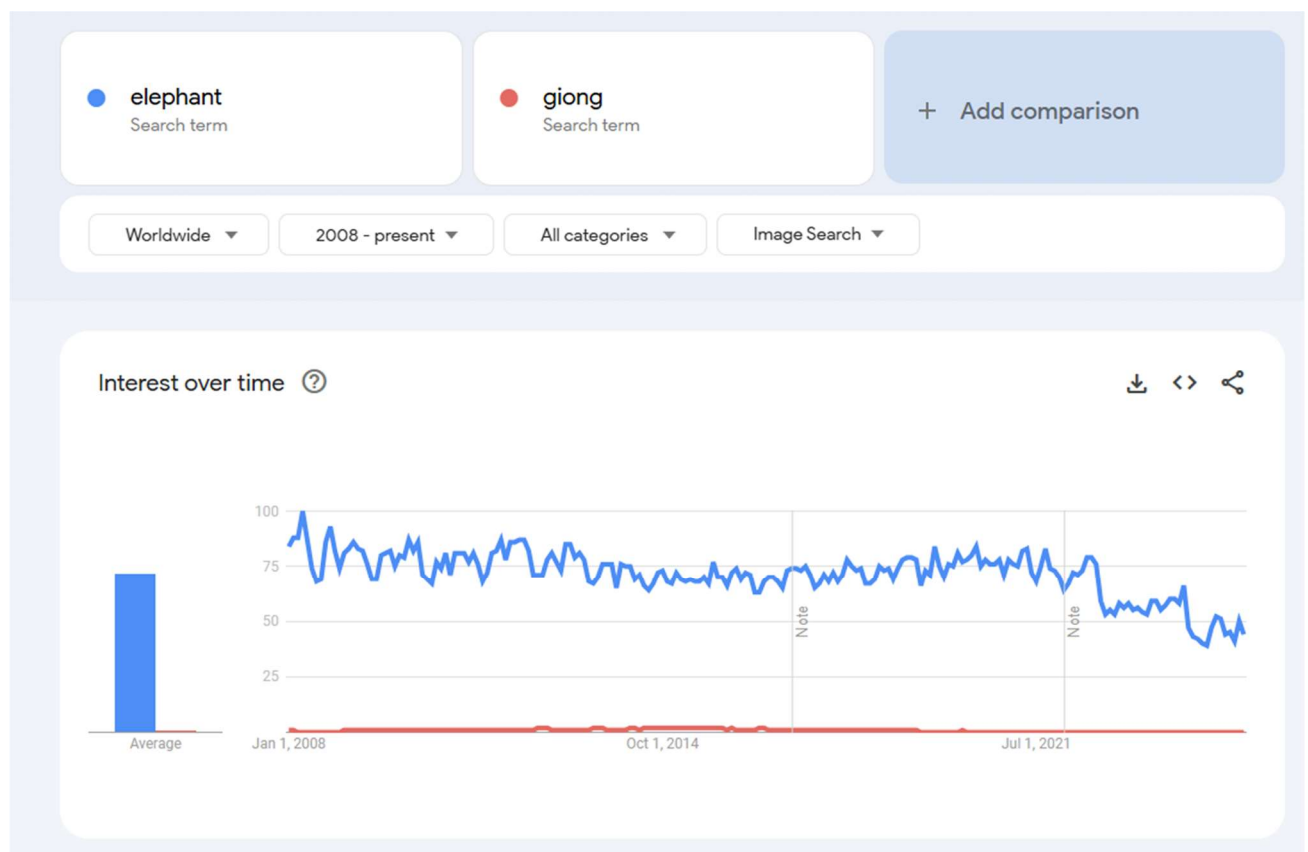 elephant
Search term
giong
Search term
+ Add comparison
Worldwide
2008 - present
All categories
Image Search
Interest over time
100
75
50
25
Note
Note
Average
Jan 1, 2008
Oct 1, 2014
Jul 1, 2021